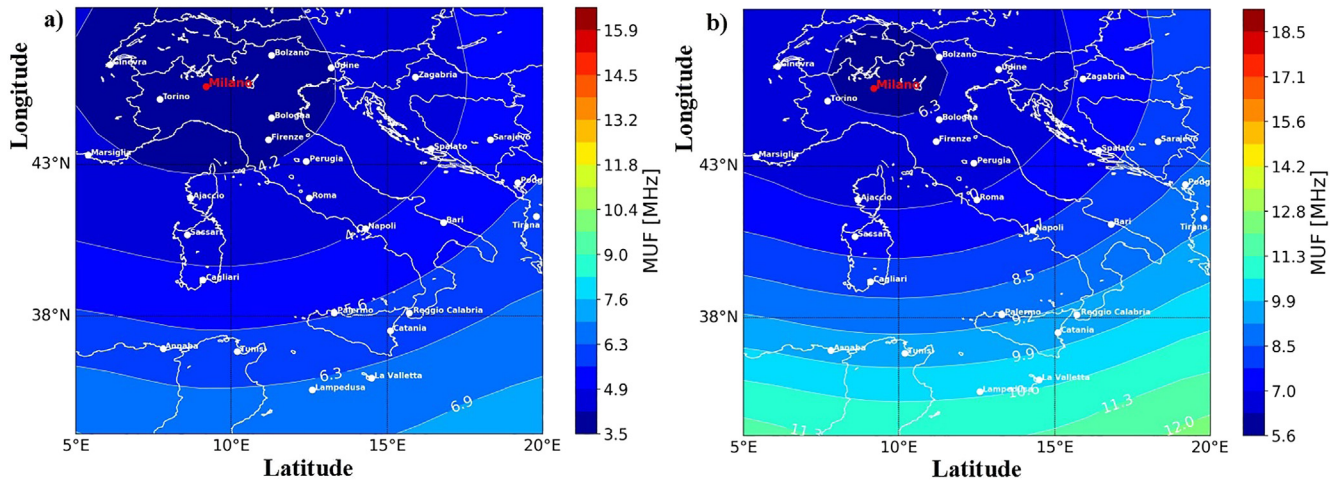 a)
Longitude
Ginevra
Bolzano
Udine
Zagabria
Milano
Torino
Bologna
Firenze
Sarajevo
Spalato
Marsiglia
Perugia
4.2
43°N
Ajaccio
Roma
Bari
Napoli
Tirana
Sassari
Cagliari
5.6
38°N
Palermo
Reggio Calabria
Catania
Annaba
Tunisi
6.3
La Valletta
Lampedusa
6.9
5°E
10°E
15°E
20°E
Latitude
15.9
14.5
13.2
11.8
10.4
9.0
7.6
6.3
4.9
3.5
MUF [MHz]
b)
Longitude
Ginevra
Bolzano
Udine
Zagabria
Milano
Torino
6.3
Bologna
Firenze
Sarajevo
Spalato
Marsiglia
Perugia
43°N
Ajaccio
7.0
Roma
Bari
Napoli
Tirana
Sassari
Cagliari
8.5
38°N
Palermo
9.2
Reggio Calabria
Catania
Annaba
Tunisi
9.9
La Valletta
Lampedusa
10.6
11.3
12.0
5°E
10°E
15°E
20°E
Latitude
18.5
17.1
15.6
14.2
12.8
11.3
9.9
8.5
7.0
5.6
MUF [MHz]